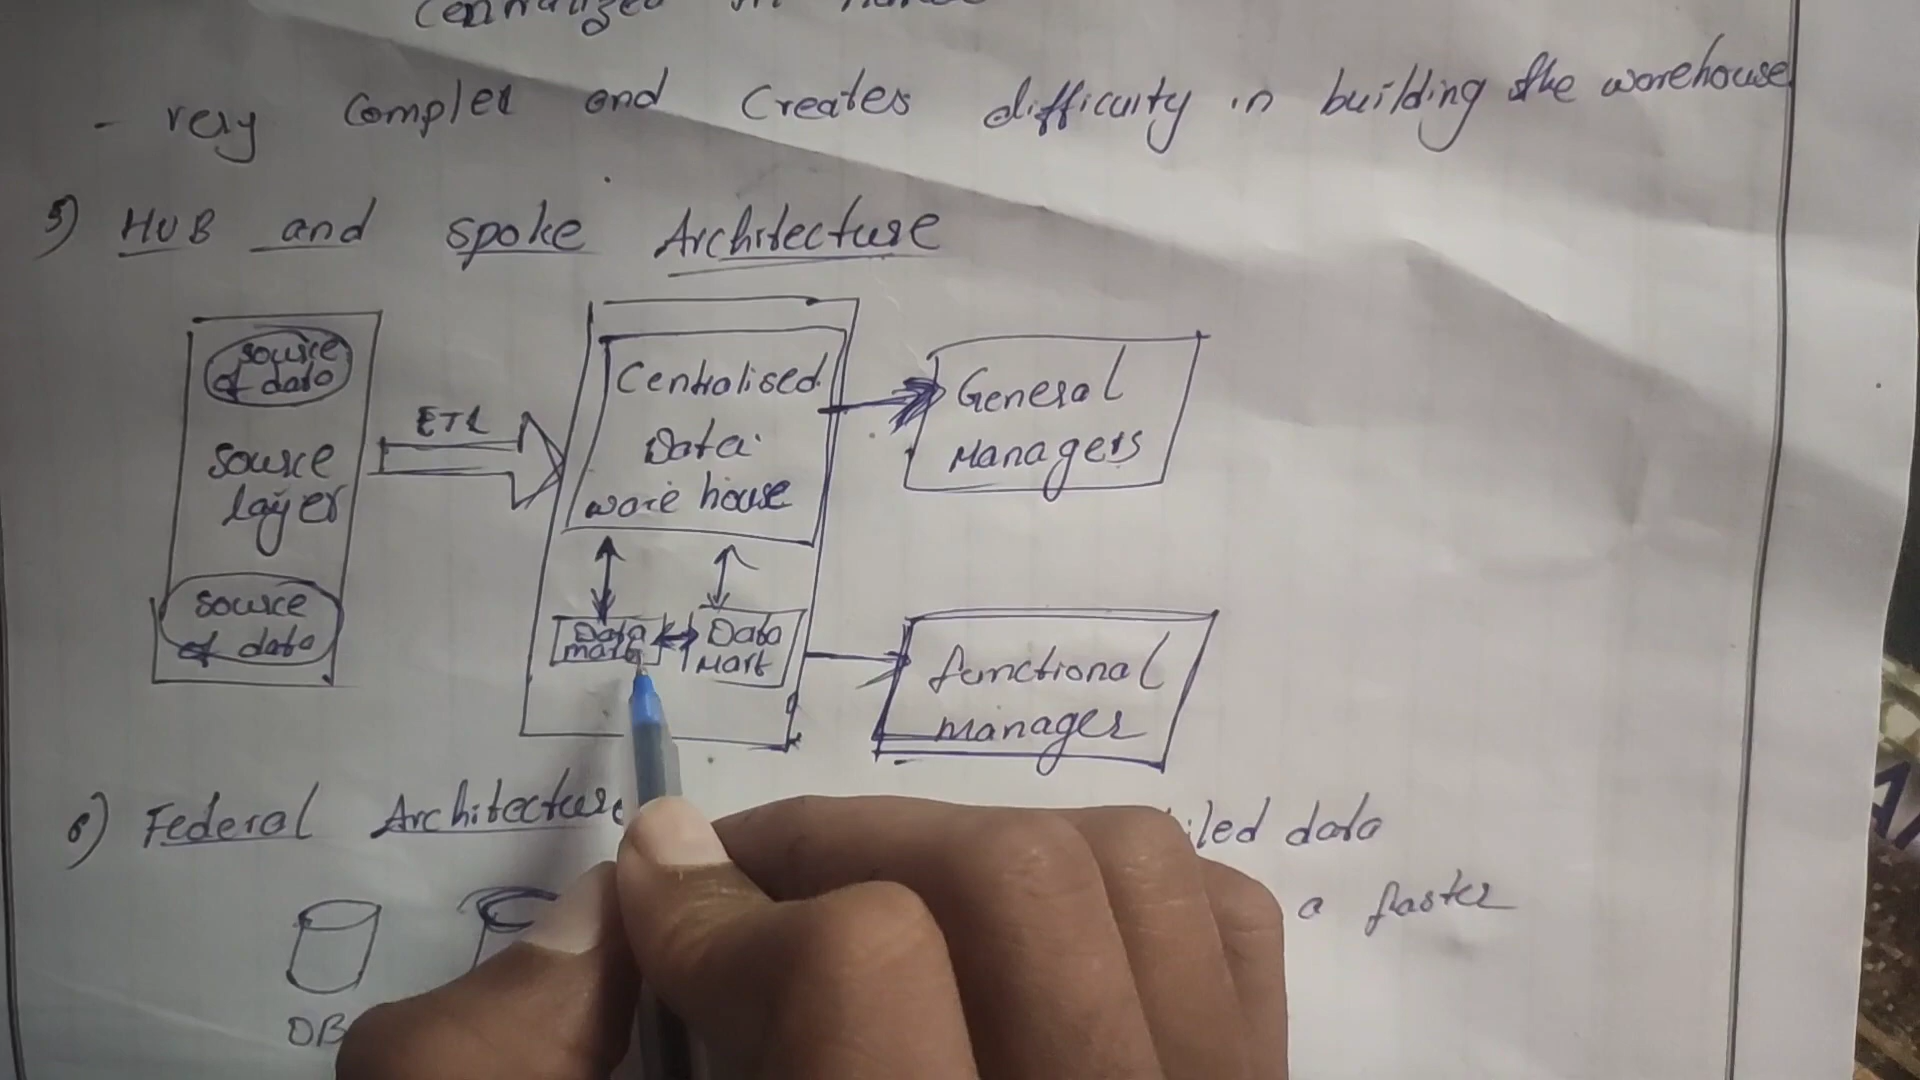 - very complex and creates difficulty in building the warehouse
5) HUB and spoke Architecture
source
of data
source
layer
source
of data
ETL
Centralised
Data
ware house
Data
mart
Data
Mart
General
Managers
functional
manager
6) Federal Architecture
data
a faster
DB